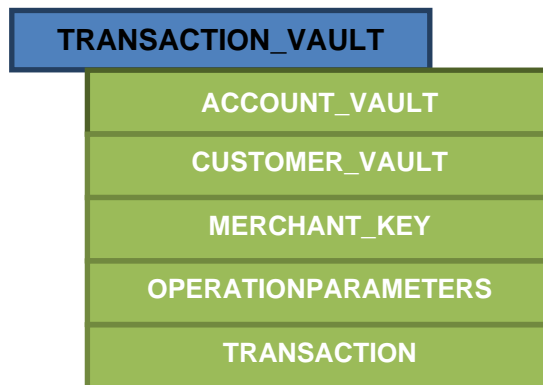 TRANSACTION_VAULT
ACCOUNT_VAULT
CUSTOMER_VAULT
MERCHANT_KEY
OPERATIONPARAMETERS
TRANSACTION